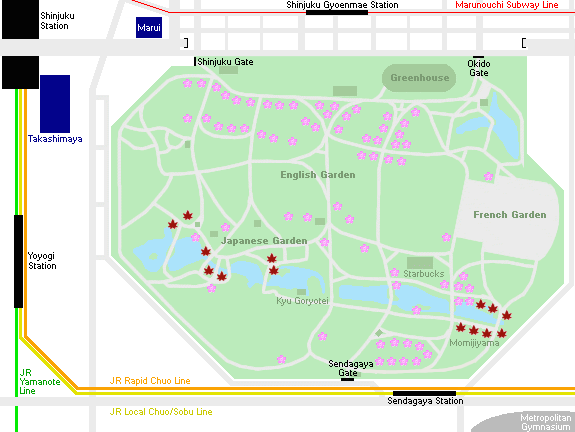 Shinjuku
Station
Marui
Shinjuku Gyoenmae Station
Marunouchi Subway Line
Shinjuku Gate
Okido
Gate
Greenhouse
Takashimaya
English Garden
French Garden
Japanese Garden
Yoyogi
Station
Starbucks
Kyu Goryotei
Momijiyama
Sendagaya
Gate
JR
Yamanote
Line
JR Rapid Chuo Line
Sendagaya Station
JR Local Chuo/Sobu Line
Metropolitan
Gymnasium